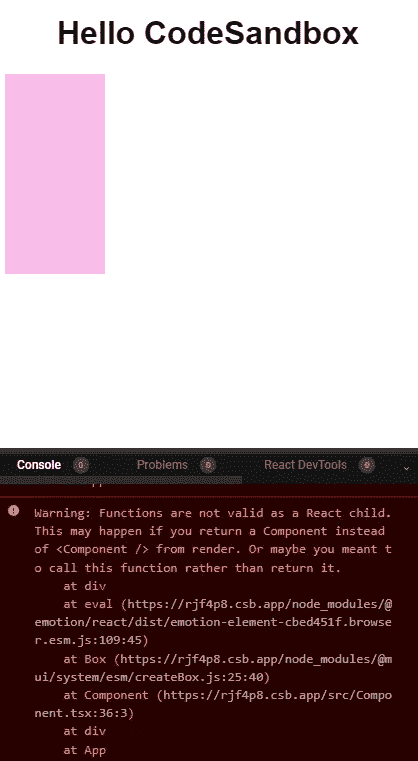 Hello CodeSandbox
Console 0 Problems 0 React DevTools 0
Warning: Functions are not valid as a React child.
This may happen if you return a Component instead
of <Component /> from render. Or maybe you meant t
o call this function rather than return it.
at div
at eval (https://rjf4p8.csb.app/node_modules/@
emotion/react/dist/emotion-element-cbed451f.browse
r.esm.js:109:45)
at Box (https://rjf4p8.csb.app/node_modules/@m
ui/system/esm/createBox.js:25:40)
at Component (https://rjf4p8.csb.app/src/Compo
nent.tsx:36:3)
at div
at App